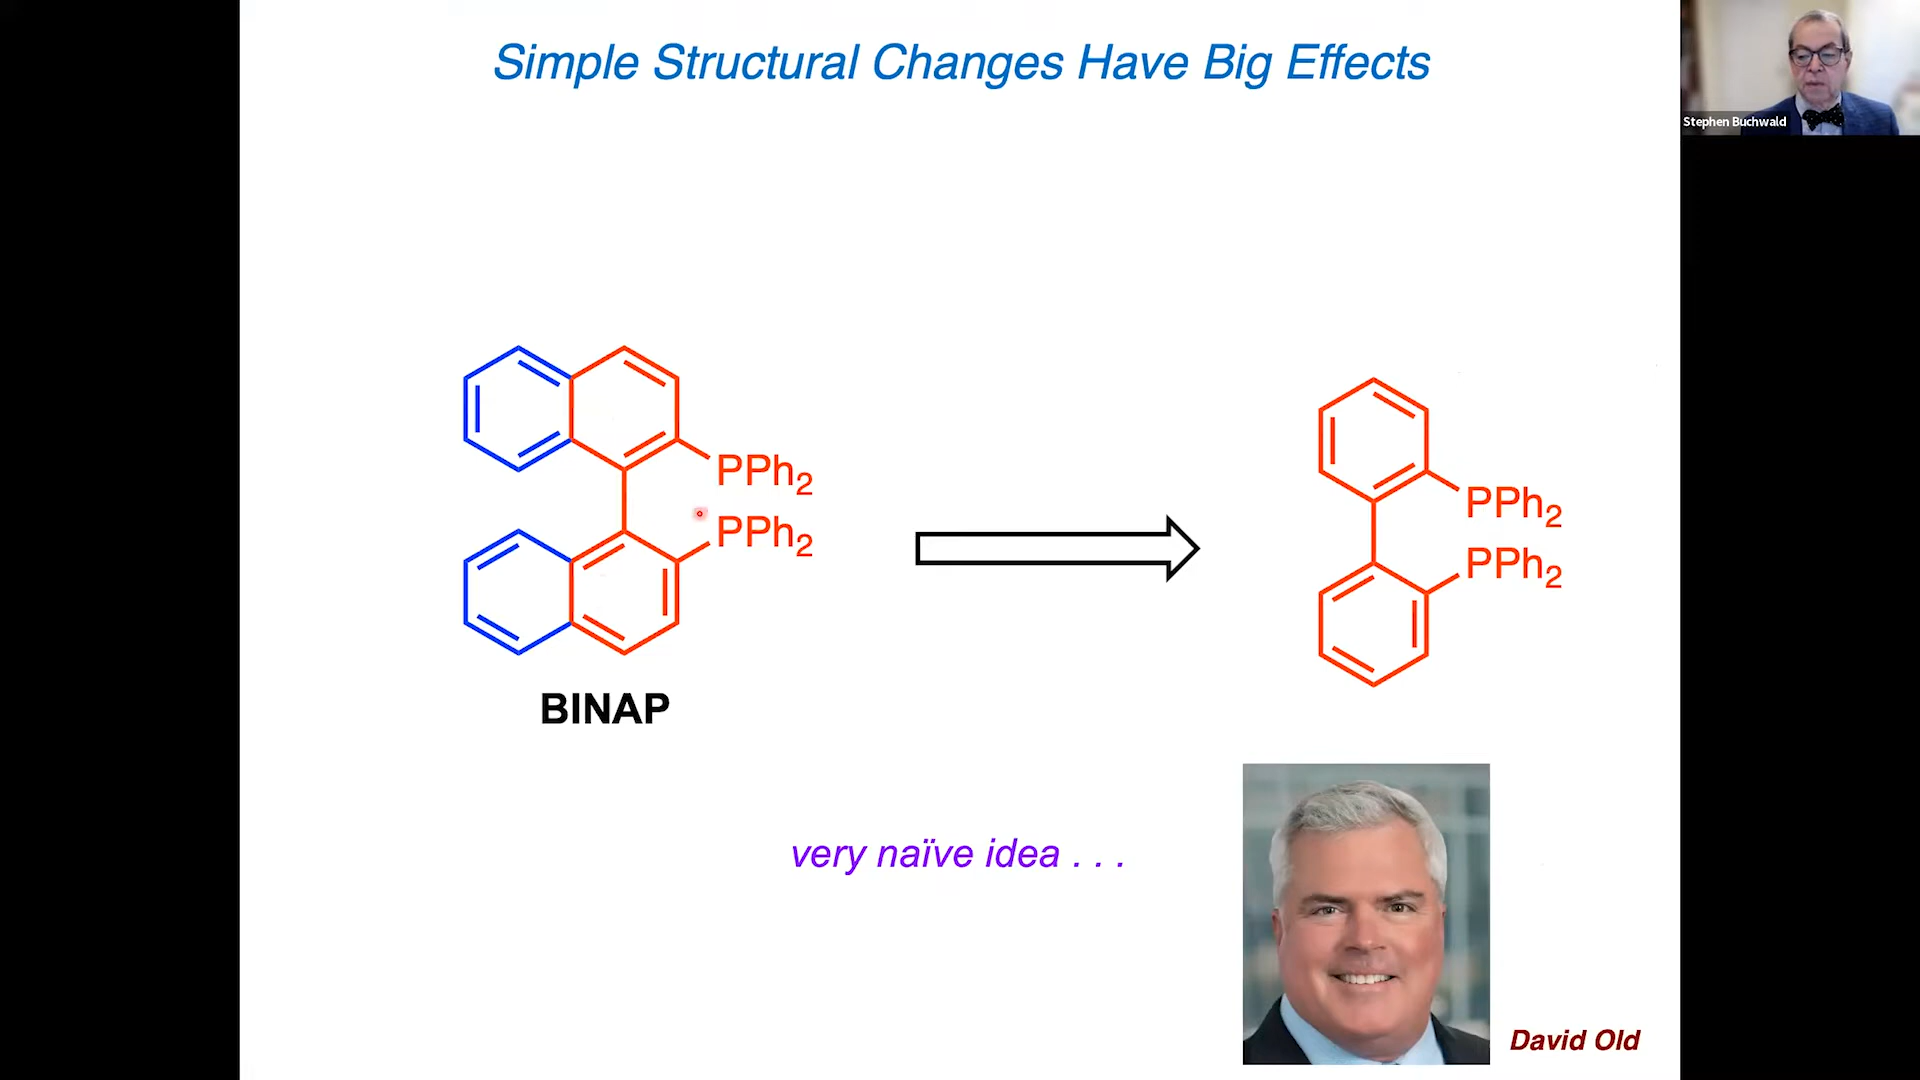 Simple Structural Changes Have Big Effects
Stephen Buchwald
PPh2
PPh2
PPh2
PPh2
BINAP
very naïve idea . . .
David Old